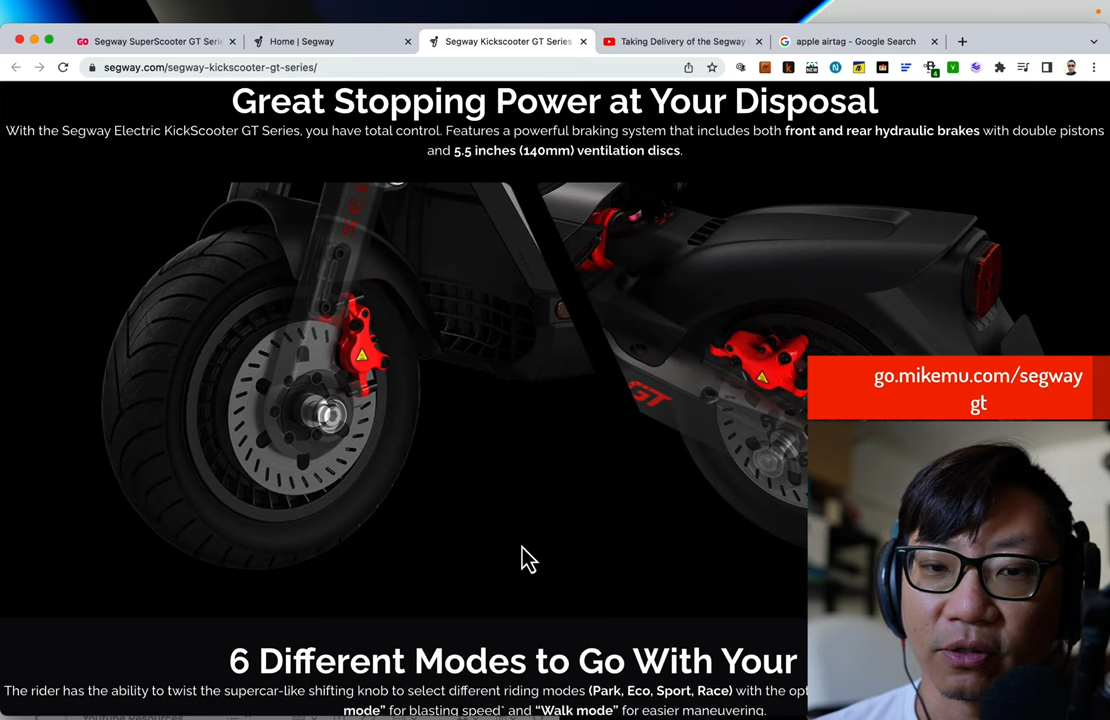 Segway SuperScooter GT Seri
Home | Segway
Segway Kickscooter GT Series
Taking Delivery of the Segway
apple airtag - Google Search
segway.com/segway-kickscooter-gt-series/
Great Stopping Power at Your Disposal
With the Segway Electric KickScooter GT Series, you have total control. Features a powerful braking system that includes both front and rear hydraulic brakes with double pistons
and 5.5 inches (140mm) ventilation discs.
GT
go.mikemu.com/segway
gt
6 Different Modes to Go With Your
The rider has the ability to twist the supercar-like shifting knob to select different riding modes (Park, Eco, Sport, Race) with the opt
mode” for blasting speed* and “Walk mode” for easier maneuvering.